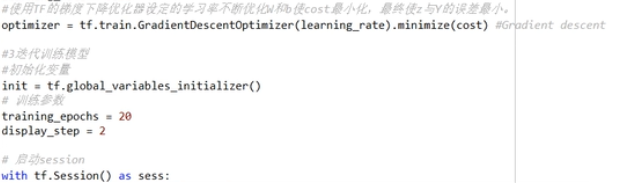 #使用TF的梯度下降优化器设定的学习率不断优化W和b使cost最小化，最终使z与Y的误差最小。
optimizer = tf.train.GradientDescentOptimizer(learning_rate).minimize(cost) #Gradient descent
#3迭代训练模型
#初始化变量
init = tf.global_variables_initializer()
# 训练参数
training_epochs = 20
display_step = 2
# 启动session
with tf.Session() as sess: